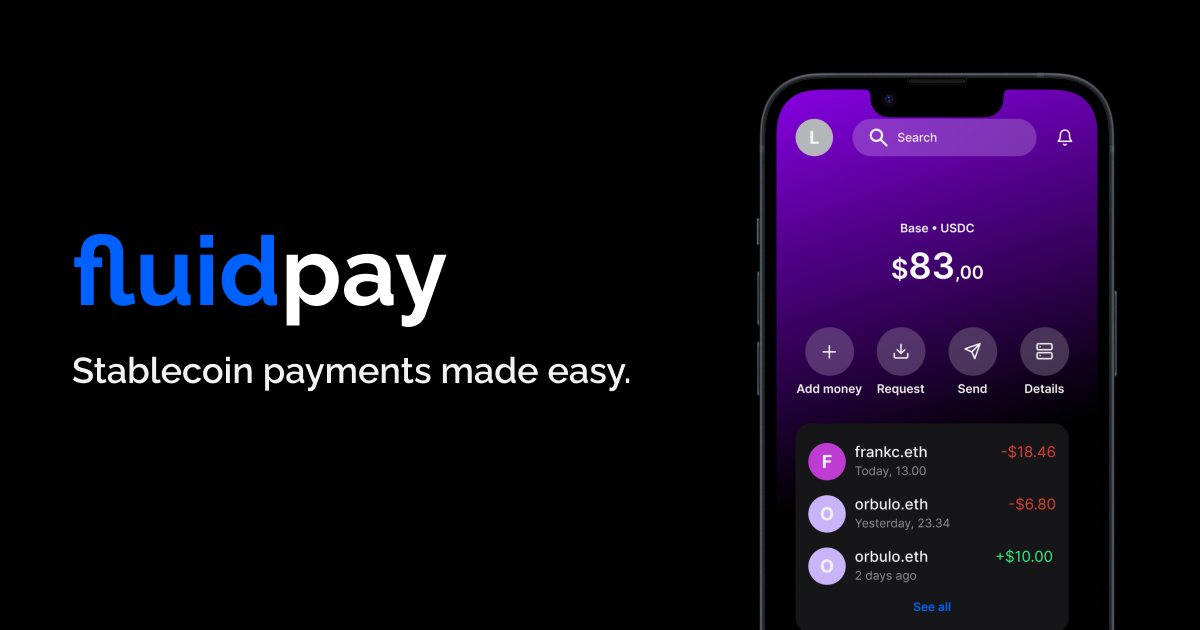 fluidpay
Stablecoin payments made easy.
L
Search
Base • USDC
$83,00
Add money
Request
Send
Details
F
frankc.eth
-$18.46
Today, 13.00
O
orbulo.eth
-$6.80
Yesterday, 23.34
O
orbulo.eth
+$10.00
2 days ago
See all